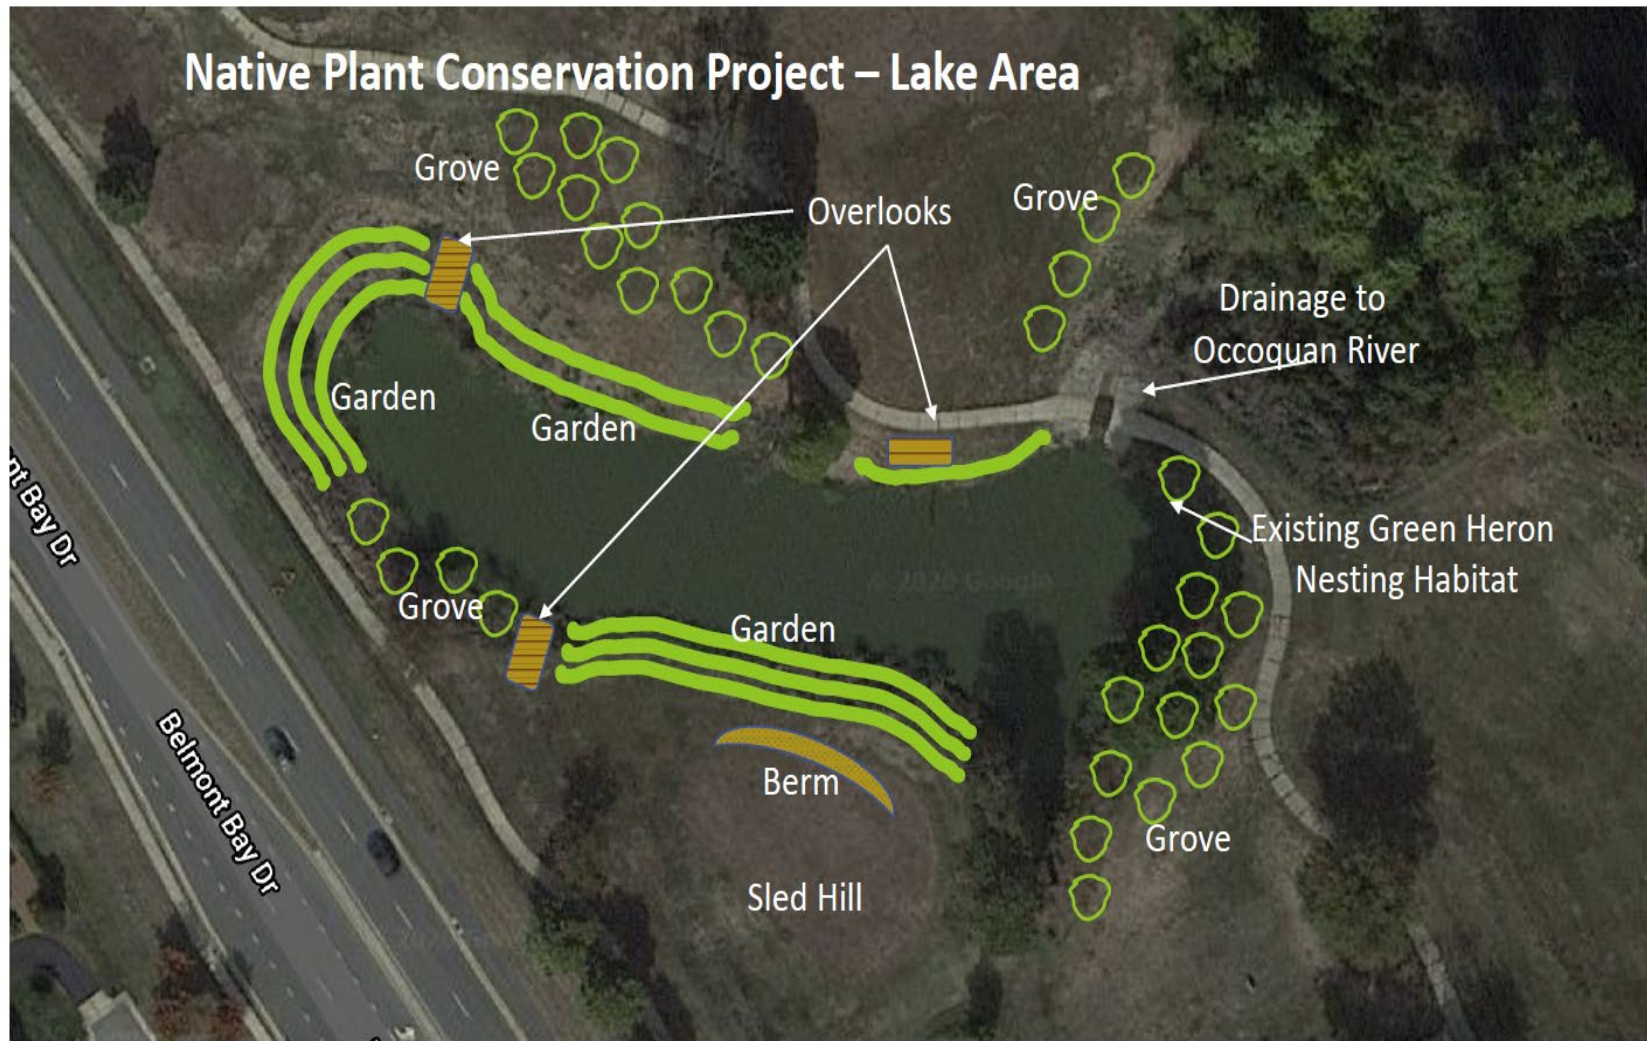 Native Plant Conservation Project – Lake Area
Grove
Grove
Overlooks
Drainage to
Occoquan River
Garden
Garden
nt Bay Dr
Existing Green Heron
Nesting Habitat
Grove
Garden
2020 Google
Belmont Bay Dr
Berm
Grove
Sled Hill